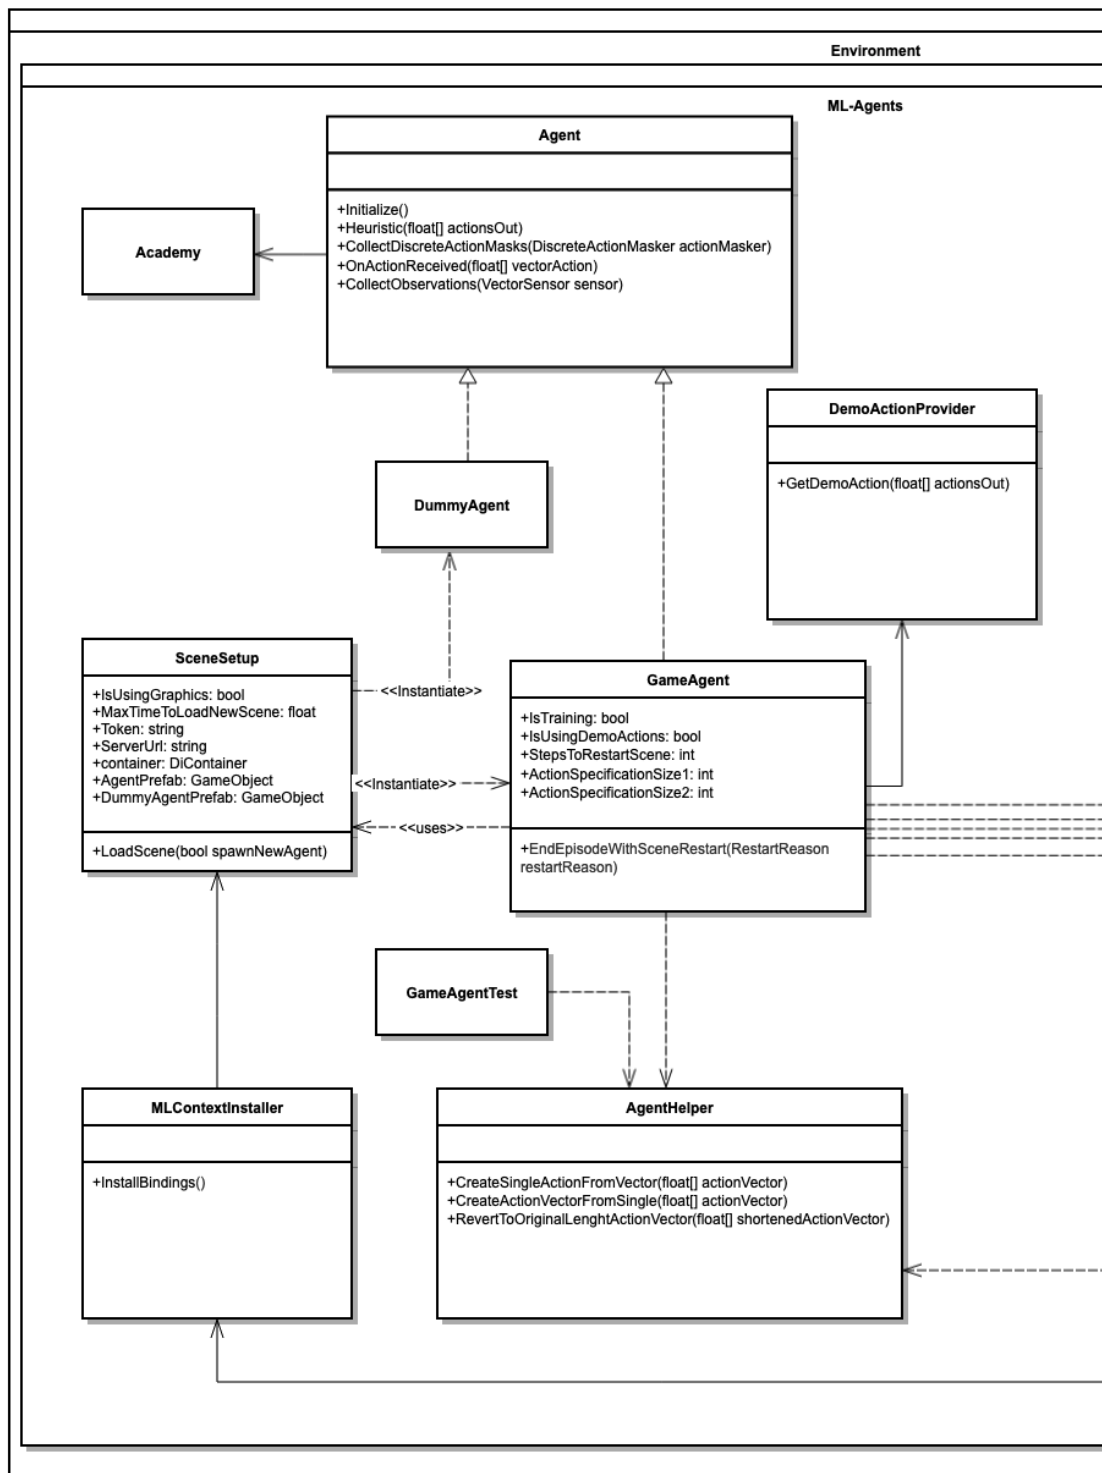 Environment
ML-Agents
Agent
+Initialize()
+Heuristic(float[] actionsOut)
+CollectDiscreteActionMasks(DiscreteActionMasker actionMasker)
+OnActionReceived(float[] vectorAction)
+CollectObservations(VectorSensor sensor)
Academy
DemoActionProvider
+GetDemoAction(float[] actionsOut)
DummyAgent
SceneSetup
+IsUsingGraphics: bool
+MaxTimeToLoadNewScene: float
+Token: string
+ServerUrl: string
+container: DiContainer
+AgentPrefab: GameObject
+DummyAgentPrefab: GameObject
+LoadScene(bool spawnNewAgent)
<<Instantiate>>
<<Instantiate>>
<<uses>>
GameAgent
+IsTraining: bool
+IsUsingDemoActions: bool
+StepsToRestartScene: int
+ActionSpecificationSize1: int
+ActionSpecificationSize2: int
+EndEpisodeWithSceneRestart(RestartReason
restartReason)
GameAgentTest
MLContextInstaller
+InstallBindings()
AgentHelper
+CreateSingleActionFromVector(float[] actionVector)
+CreateActionVectorFromSingle(float[] actionVector)
+RevertToOriginalLenghtActionVector(float[] shortenedActionVector)